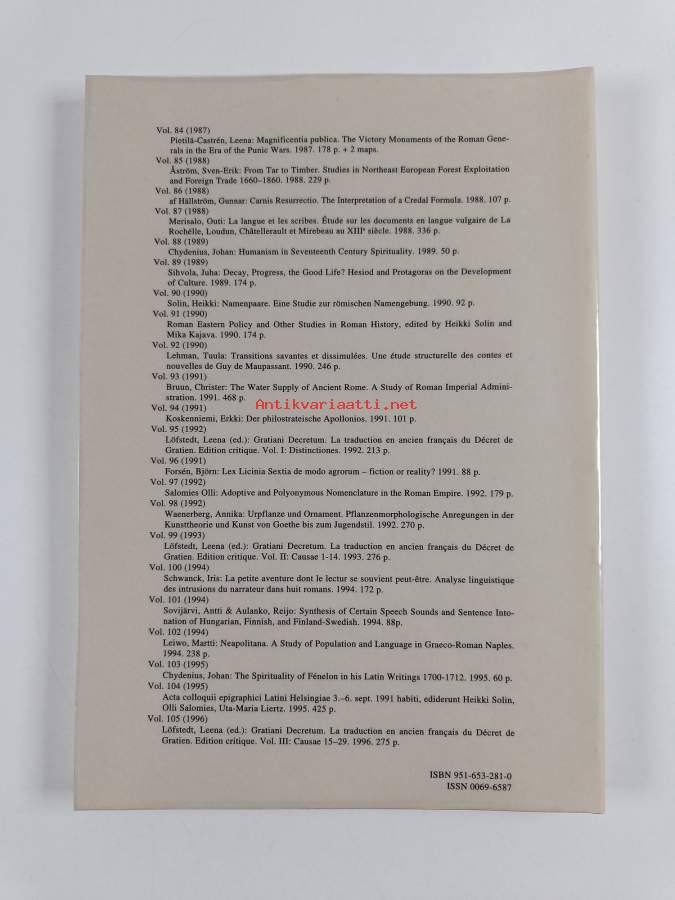 Vol. 84 (1987)
Pietilä-Castrén, Leena: Magnificentia publica. The Victory Monuments of the Roman Gene-
rals in the Era of the Punic Wars. 1987. 178 p. + 2 maps.
Vol. 85 (1988)
Åström, Sven-Erik: From Tar to Timber. Studies in Northeast European Forest Exploitation
and Foreign Trade 1660–1860. 1988. 229 p.
Vol. 86 (1988)
af Hällström, Gunnar: Carnis Resurrectio. The Interpretation of a Credal Formula. 1988. 107 p.
Vol. 87 (1988)
Merisalo, Outi: La langue et les scribes. Étude sur les documents en langue vulgaire de La
Rochelle, Loudun, Châtellerault et Mirebeau au XIIIᵉ siècle. 1988. 336 p.
Vol. 88 (1989)
Chydenius, Johan: Humanism in Seventeenth Century Spirituality. 1989. 50 p.
Vol. 89 (1989)
Sihvola, Juha: Decay, Progress, the Good Life? Hesiod and Protagoras on the Development
of Culture. 1989. 174 p.
Vol. 90 (1990)
Solin, Heikki: Namenpaare. Eine Studie zur römischen Namengebung. 1990. 92 p.
Vol. 91 (1990)
Roman Eastern Policy and Other Studies in Roman History, edited by Heikki Solin and
Mika Kajava. 1990. 174 p.
Vol. 92 (1990)
Lehman, Tuula: Transitions savantes et dissimulées. Une étude structurelle des contes et
nouvelles de Guy de Maupassant. 1990. 246 p.
Vol. 93 (1991)
Bruun, Christer: The Water Supply of Ancient Rome. A Study of Roman Imperial Admini-
stration. 1991. 468 p.
Antikvariaatti.net
Vol. 94 (1991)
Koskenniemi, Erkki: Der philostrateische Apollonios. 1991. 101 p.
Vol. 95 (1992)
Löfstedt, Leena (ed.): Gratiani Decretum. La traduction en ancien français du Décret de
Gratien. Edition critique. Vol. I: Distinctiones. 1992. 213 p.
Vol. 96 (1991)
Forsén, Björn: Lex Licinia Sextia de modo agrorum – fiction or reality? 1991. 88 p.
Vol. 97 (1992)
Salomies Olli: Adoptive and Polyonymous Nomenclature in the Roman Empire. 1992. 179 p.
Vol. 98 (1992)
Waenerberg, Annika: Urpflanze und Ornament. Pflanzenmorphologische Anregungen in der
Kunsttheorie und Kunst von Goethe bis zum Jugendstil. 1992. 270 p.
Vol. 99 (1993)
Löfstedt, Leena (ed.): Gratiani Decretum. La traduction en ancien français du Décret de
Gratien. Edition critique. Vol. II: Causae 1-14. 1993. 276 p.
Vol. 100 (1994)
Schwanck, Iris: La petite aventure dont le lectur se souvient peut-être. Analyse linguistique
des intrusions du narrateur dans huit romans. 1994. 172 p.
Vol. 101 (1994)
Sovijärvi, Antti & Aulanko, Reijo: Synthesis of Certain Speech Sounds and Sentence Into-
nation of Hungarian, Finnish, and Finland-Swedish. 1994. 88p.
Vol. 102 (1994)
Leiwo, Martti: Neapolitana. A Study of Population and Language in Graeco-Roman Naples.
1994. 238 p.
Vol. 103 (1995)
Chydenius, Johan: The Spirituality of Fénelon in his Latin Writings 1700-1712. 1995. 60 p.
Vol. 104 (1995)
Acta colloquii epigraphici Latini Helsingiae 3.–6. sept. 1991 habiti, ediderunt Heikki Solin,
Olli Salomies, Uta-Maria Liertz. 1995. 425 p.
Vol. 105 (1996)
Löfstedt, Leena (ed.): Gratiani Decretum. La traduction en ancien français du Décret de
Gratien. Edition critique. Vol. III: Causae 15–29. 1996. 275 p.
ISBN 951-653-281-0
ISSN 0069-6587